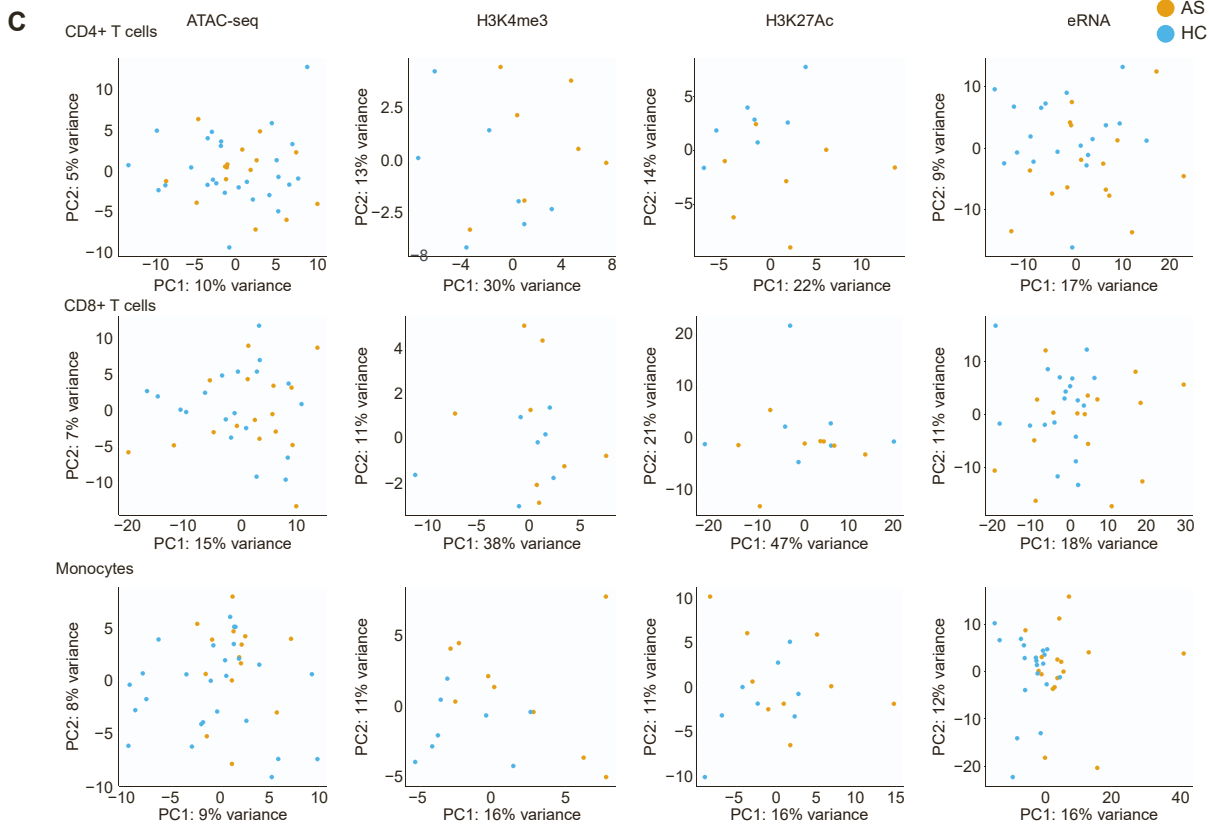 C
ATAC-seq
H3K4me3
H3K27Ac
eRNA
AS
HC
CD4+ T cells
PC2: 5% variance
10
5
0
−5
−10
−10
−5
0
5
10
PC1: 10% variance
PC2: 13% variance
2.5
0.0
−2.5
−8
−4
0
4
8
PC1: 30% variance
PC2: 14% variance
5
0
−5
−5
0
5
10
PC1: 22% variance
PC2: 9% variance
10
0
−10
−10
0
10
20
PC1: 17% variance
CD8+ T cells
PC2: 7% variance
10
5
0
−5
−10
−20
−10
0
10
PC1: 15% variance
PC2: 11% variance
4
2
0
−2
−10
−5
0
5
PC1: 38% variance
PC2: 21% variance
20
10
0
−10
−20
−10
0
10
20
PC1: 47% variance
PC2: 11% variance
10
0
−10
−20
−10
0
10
20
30
PC1: 18% variance
Monocytes
PC2: 8% variance
5
0
−5
−10
−10
−5
0
5
10
PC1: 9% variance
PC2: 11% variance
5
0
−5
−5
0
5
PC1: 16% variance
PC2: 11% variance
10
5
0
−5
−10
−5
0
5
10
15
PC1: 16% variance
PC2: 12% variance
10
0
−10
−20
0
20
40
PC1: 16% variance